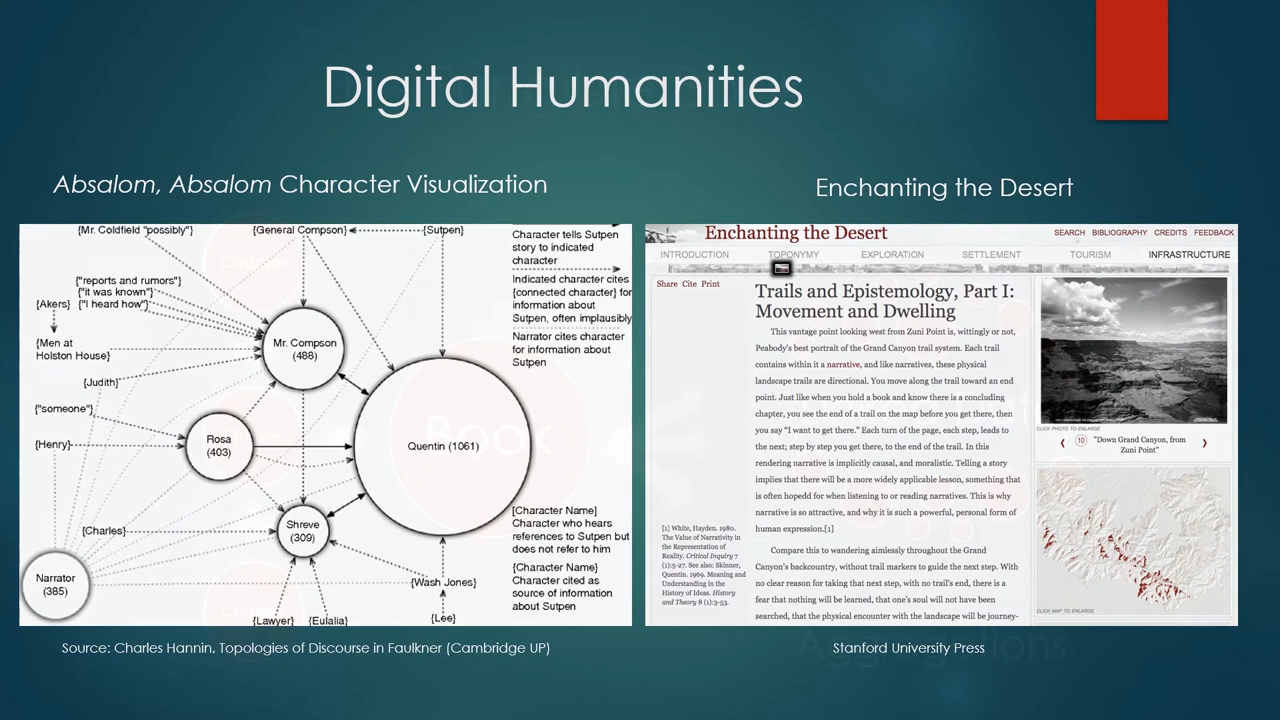 Digital Humanities
Absalom, Absalom Character Visualization
{Mr. Coldfield "possibly"}
{General Compson}
{Sutpen}
{"reports and rumors"}
{"it was known"}
{Akers} {"I heard how"}
{Men at
Holston House}
Mr. Compson
(488)
{Judith}
{"someone"}
{Henry}
Rosa
(403)
Quentin (1061)
{Charles}
Shreve
(309)
Narrator
(385)
{Wash Jones}
{Lawyer}
{Eulalia}
{Lee}
Character tells Sutpen
story to indicated
character
Indicated character cites
{connected character} for
information about
Sutpen, often implausibly
Narrator cites character
for information about
Sutpen
[Character Name]
Character who hears
references to Sutpen but
does not refer to him
{Character Name}
Character cited as
source of information
about Sutpen
Source: Charles Hannin, Topologies of Discourse in Faulkner (Cambridge UP)
Enchanting the Desert
Enchanting the Desert
SEARCH BIBLIOGRAPHY CREDITS FEEDBACK
INTRODUCTION TOPONYMY EXPLORATION SETTLEMENT TOURISM INFRASTRUCTURE
Share Cite Print
Trails and Epistemology, Part I:
Movement and Dwelling
This vantage point looking west from Zuni Point is, wittingly or not,
Peabody's best portrait of the Grand Canyon trail system. Each trail
contains within it a narrative, and like narratives, these physical
landscape trails are directional. You move along the trail toward an end
point. Just like when you hold a book and know there is a concluding
chapter, you see the end of a trail on the map before you get there, then
you say "I want to get there." Each turn of the page, each step, leads to
the next; step by step you get there, to the end of the trail. In this
rendering narrative is implicitly causal, and moralistic. Telling a story
implies that there will be a more widely applicable lesson, something that
is often hopedd for when listening to or reading narratives. This is why
narrative is so attractive, and why it is such a powerful, personal form of
human expression.[1]
Compare this to wandering aimlessly throughout the Grand
Canyon's backcountry, without trail markers to guide the next step. With
no clear reason for taking that next step, with no trail's end, there is a
fear that nothing will be learned, that one's soul will not have been
searched, that the physical encounter with the landscape will be journey-
[1] White, Hayden. 1980.
The Value of Narrativity in
the Representation of
Reality. Critical Inquiry 7
(1):5-27. See also: Skinner,
Quentin. 1969. Meaning and
Understanding in the
History of Ideas. History
and Theory 8 (1):3-53.
CLICK PHOTO TO ENLARGE
10 "Down Grand Canyon, from
Zuni Point"
CLICK MAP TO ENLARGE
Stanford University Press
Aggregations